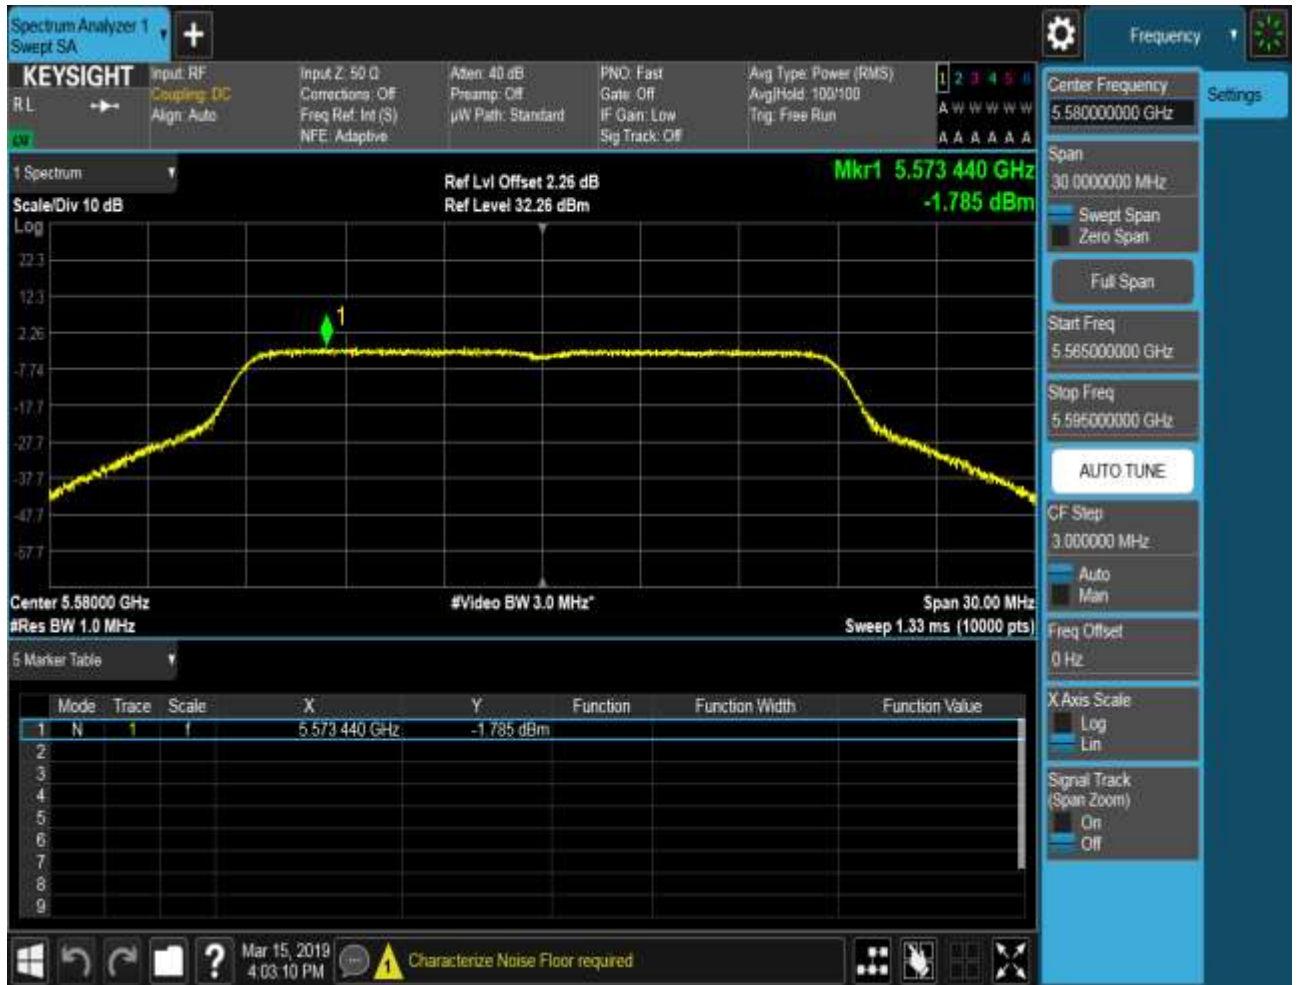 Spectrum Analyzer 1
Swept SA
Frequency
KEYSIGHT
RL
Input: RF
Coupling: DC
Align: Auto
Input Z: 50 Ω
Corrections: Off
Freq Ref: Int (S)
NFE: Adaptive
Atten: 40 dB
Preamp: Off
µW Path: Standard
PNO: Fast
Gate: Off
IF Gain: Low
Sig Track: Off
Avg Type: Power (RMS)
Avg|Hold: 100/100
Trig: Free Run
1 2 3 4 5 6
A W W W W W
A A A A A A
1 Spectrum
Scale/Div 10 dB
Ref Lvl Offset 2.26 dB
Ref Level 32.26 dBm
Mkr1 5.573 440 GHz
-1.785 dBm
Log
22.3
12.3
2.26
-7.74
-17.7
-27.7
-37.7
-47.7
-57.7
1
Center 5.58000 GHz
#Res BW 1.0 MHz
#Video BW 3.0 MHz*
Span 30.00 MHz
Sweep 1.33 ms (10000 pts)
5 Marker Table
Mode Trace Scale X Y Function Function Width Function Value
1 N 1 f 5.573 440 GHz -1.785 dBm
2
3
4
5
6
7
8
9
Mar 15, 2019
4:03:10 PM
1
Characterize Noise Floor required
Settings
Center Frequency
5.580000000 GHz
Span
30.0000000 MHz
Swept Span
Zero Span
Full Span
Start Freq
5.565000000 GHz
Stop Freq
5.595000000 GHz
AUTO TUNE
CF Step
3.000000 MHz
Auto
Man
Freq Offset
0 Hz
X Axis Scale
Log
Lin
Signal Track
(Span Zoom)
On
Off